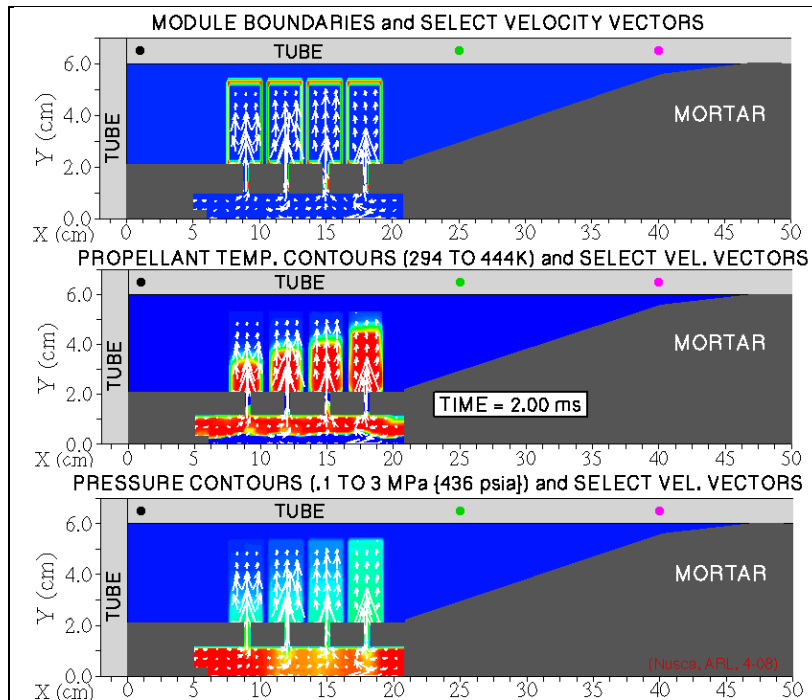 MODULE BOUNDARIES and SELECT VELOCITY VECTORS
TUBE
6.0
4.0
2.0
0.0
Y (cm)
TUBE
MORTAR
X (cm) 0 5 10 15 20 25 30 35 40 45 50
PROPELLANT TEMP. CONTOURS (294 TO 444K) and SELECT VEL. VECTORS
TUBE
6.0
4.0
2.0
0.0
Y (cm)
TUBE
MORTAR
TIME = 2.00 ms
X (cm) 0 5 10 15 20 25 30 35 40 45 50
PRESSURE CONTOURS (.1 TO 3 MPa {436 psia}) and SELECT VEL. VECTORS
TUBE
6.0
4.0
2.0
0.0
Y (cm)
TUBE
MORTAR
(Nusca, ARL, 4-08)
X (cm) 0 5 10 15 20 25 30 35 40 45 50